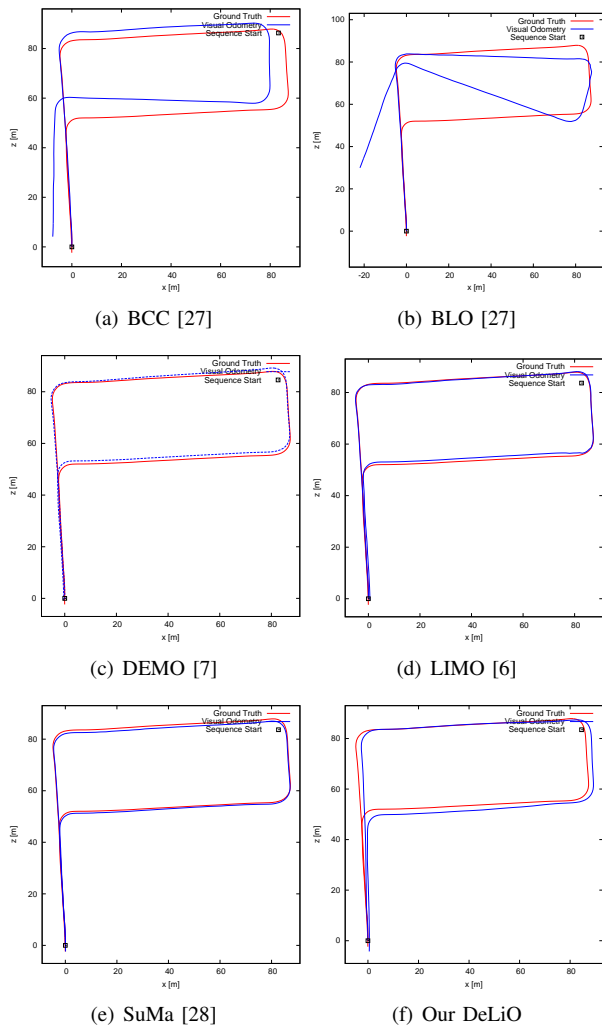 Ground Truth
Visual Odometry
Sequence Start
z [m]
80
60
40
20
0
0 20 40 60 80
x [m]
(a) BCC [27]
Ground Truth
Visual Odometry
Sequence Start
z [m]
100
80
60
40
20
0
-20 0 20 40 60 80
x [m]
(b) BLO [27]
Ground Truth
Visual Odometry
Sequence Start
z [m]
80
60
40
20
0
0 20 40 60 80
x [m]
(c) DEMO [7]
Ground Truth
Visual Odometry
Sequence Start
z [m]
80
60
40
20
0
0 20 40 60 80
x [m]
(d) LIMO [6]
Ground Truth
Visual Odometry
Sequence Start
z [m]
80
60
40
20
0
0 20 40 60 80
x [m]
(e) SuMa [28]
Ground Truth
Visual Odometry
Sequence Start
z [m]
80
60
40
20
0
0 20 40 60 80
x [m]
(f) Our DeLiO